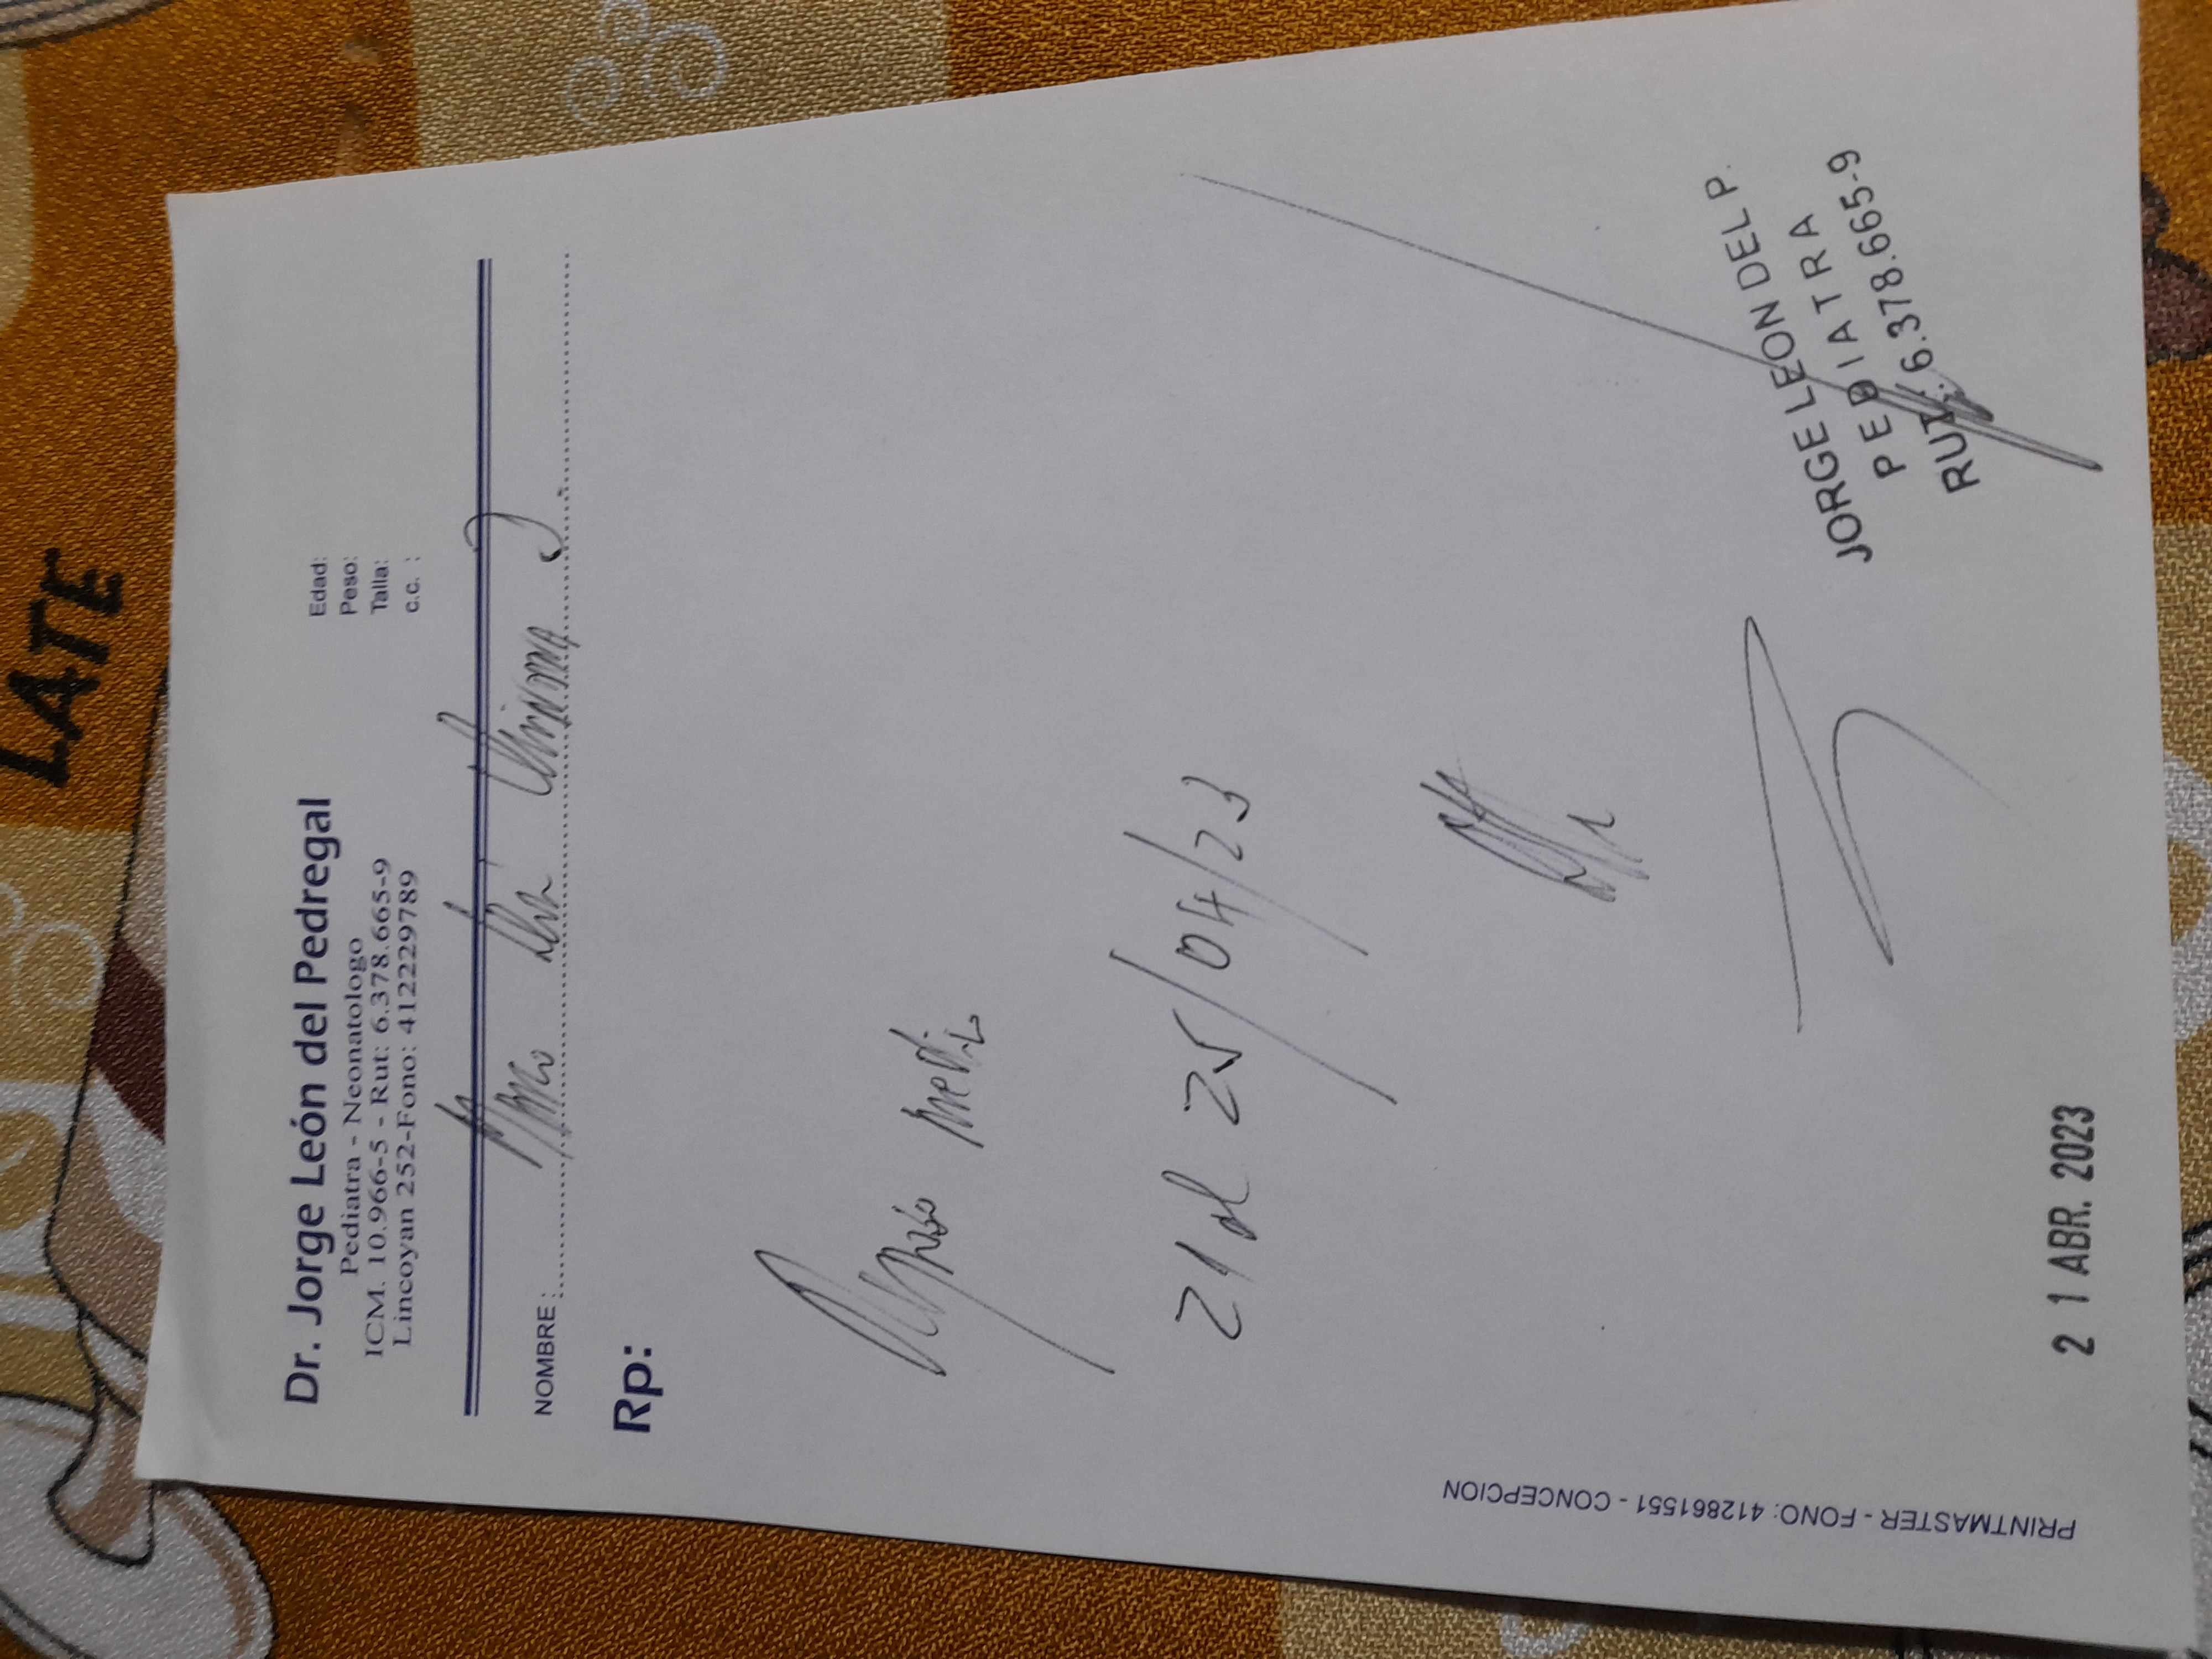 Dr. Jorge León del Pedregal
Pediatra - Neonatologo
ICM. 10.966-5 - Rut: 6.378.665-9
Lincoyan 252-Fono: 412229789
Edad:
Peso:
Talla:
c.c. :
NOMBRE :
Rp:
Reposo
21 al 25/04/23
JORGE LEON DEL P.
PEDIATRA
RUT: 6.378.665-9
2 1 ABR. 2023
PRINTMASTER - FONO: 412861551 - CONCEPCION
LATE